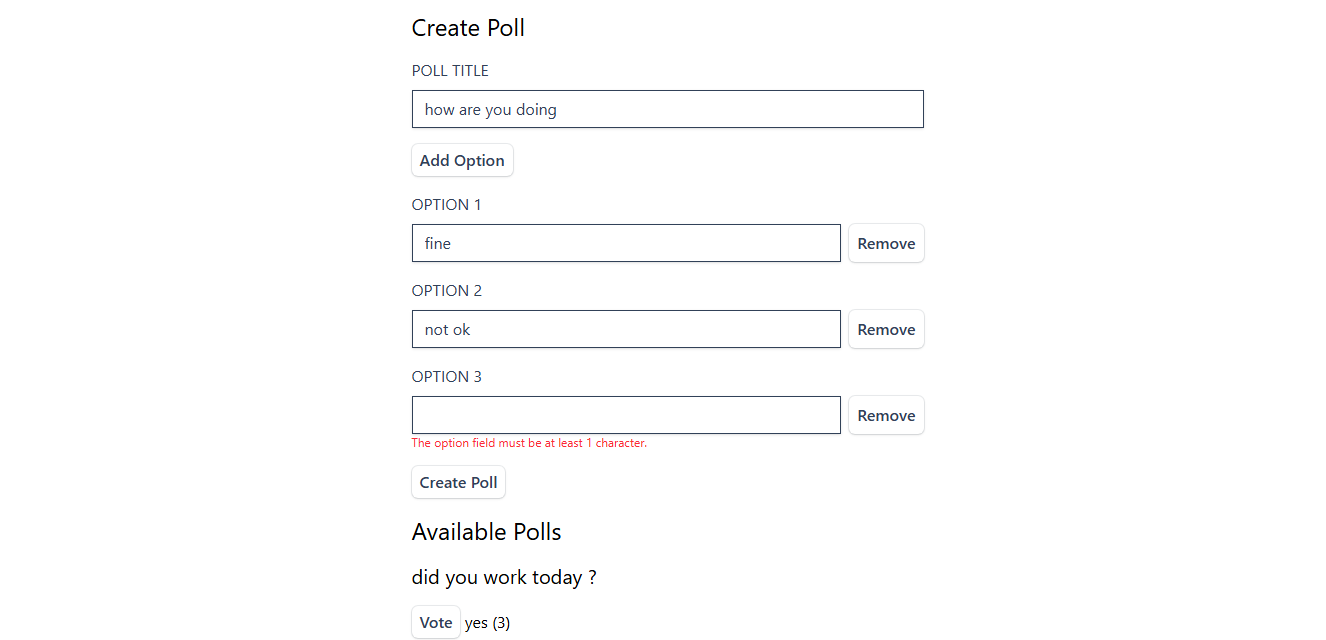 Create Poll
POLL TITLE
how are you doing
Add Option
OPTION 1
fine
Remove
OPTION 2
not ok
Remove
OPTION 3
Remove
The option field must be at least 1 character.
Create Poll
Available Polls
did you work today ?
Vote yes (3)